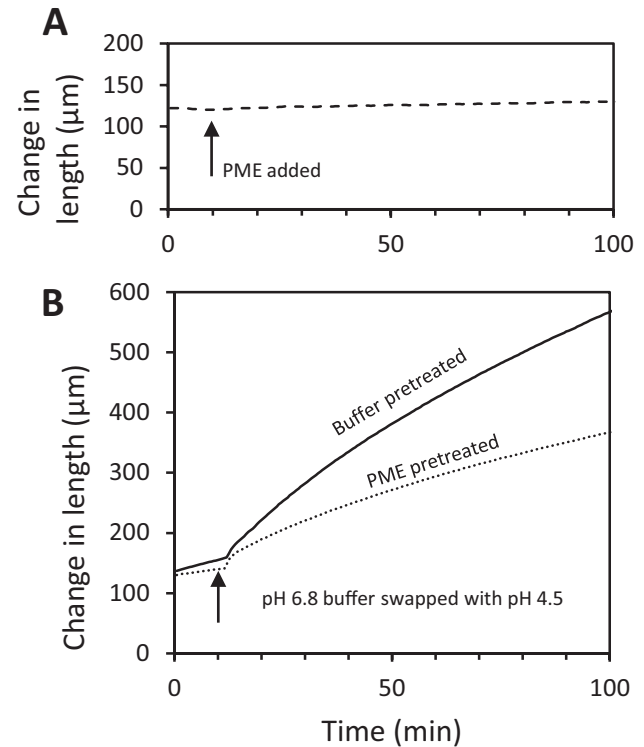 A
200
150
100
50
0
Change in
length (μm)
PME added
0 50 100
B
600
500
400
300
200
100
0
Change in length (μm)
Buffer pretreated
PME pretreated
pH 6.8 buffer swapped with pH 4.5
0 50 100
Time (min)